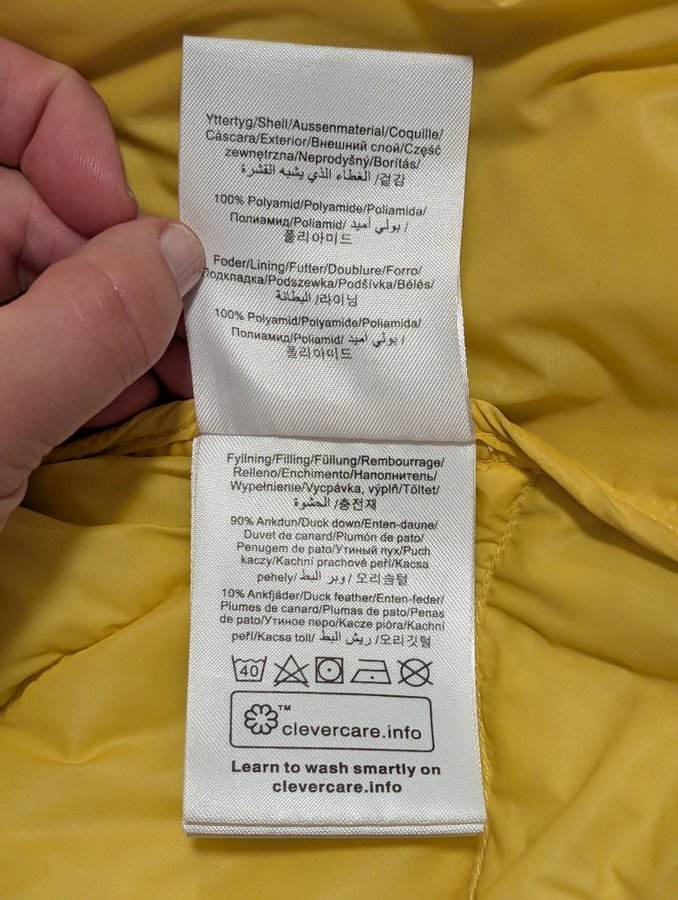 Yttertyg/Shell/Aussenmaterial/Coquille/
Cáscara/Exterior/Внешний слой/Część
zewnętrzna/Neprodyšný/Borítás/
الغطاء الذي يشبه القشرة /겉감
100% Polyamid/Polyamide/Poliamida/
Полиамид/Poliamid/ بولي أميد /
폴리아미드
Foder/Lining/Futter/Doublure/Forro/
Подкладка/Podszewka/Podšívka/Bélés/
البطانة /라이닝
100% Polyamid/Polyamide/Poliamida/
Полиамид/Poliamid/ بولي أميد /
폴리아미드
Fyllning/Filling/Füllung/Rembourrage/
Relleno/Enchimento/Наполнитель/
Wypełnienie/Vycpávka, výplň/Töltet/
الحشوة /충전재
90% Ankdun/Duck down/Enten-daune/
Duvet de canard/Plumón de pato/
Penugem de pato/Утиный пух/Puch
kaczy/Kachní prachové peří/Kacsa
pehely/ وبر البط /오리솜털
10% Ankfjäder/Duck feather/Enten-feder/
Plumes de canard/Plumas de pato/Penas
de pato/Утиное перо/Kacze pióra/Kachní
peří/Kacsa toll/ ريش البط /오리깃털
40
™
clevercare.info
Learn to wash smartly on
clevercare.info